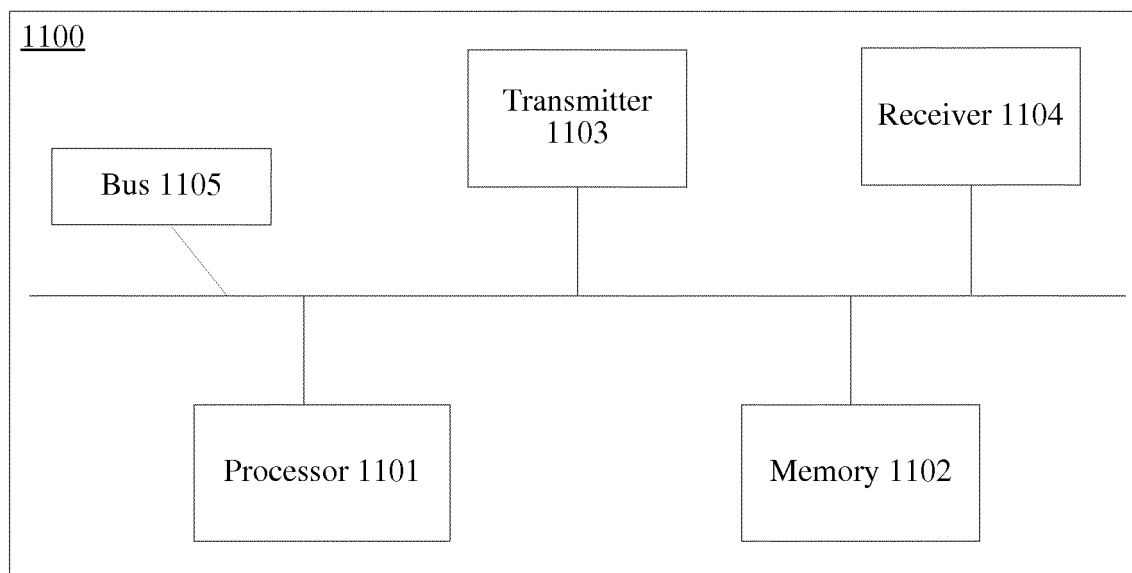 1100
Transmitter
1103
Receiver 1104
Bus 1105
Processor 1101
Memory 1102